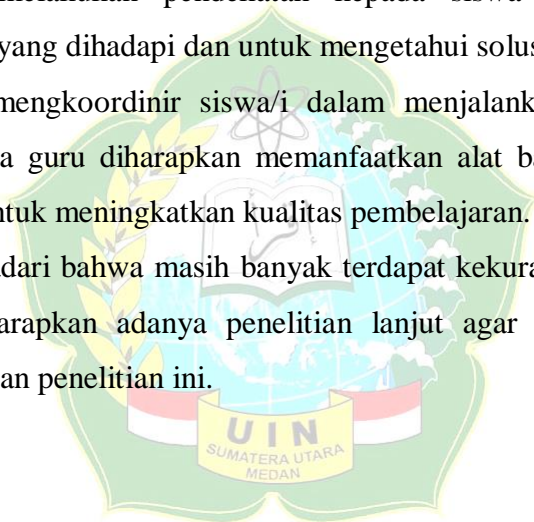 melakukan pendekatan kepada siswa
yang dihadapi dan untuk mengetahui solus
mengkoordinir siswa/i dalam menjalank
a guru diharapkan memanfaatkan alat ba
ntuk meningkatkan kualitas pembelajaran.
adari bahwa masih banyak terdapat kekura
arapkan adanya penelitian lanjut agar
an penelitian ini.
UIN
SUMATERA UTARA
MEDAN